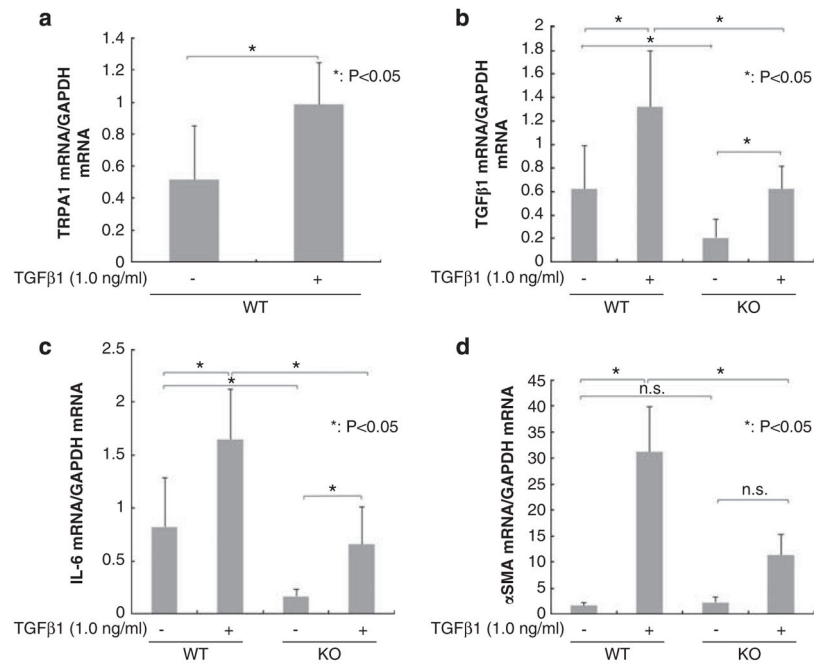 a
TRPA1 mRNA/GAPDH
mRNA
1.4
1.2
1
0.8
0.6
0.4
0.2
0
*
*: P<0.05
TGFβ1 (1.0 ng/ml)
- +
WT
b
TGFβ1 mRNA/GAPDH
mRNA
2
1.8
1.6
1.4
1.2
1
0.8
0.6
0.4
0.2
0
* *
*
*: P<0.05
*
TGFβ1 (1.0 ng/ml)
- + - +
WT KO
c
IL-6 mRNA/GAPDH mRNA
2.5
2
1.5
1
0.5
0
* *
*
*: P<0.05
*
TGFβ1 (1.0 ng/ml)
- + - +
WT KO
d
αSMA mRNA/GAPDH mRNA
45
40
35
30
25
20
15
10
5
0
* *
n.s.
*: P<0.05
n.s.
TGFβ1 (1.0 ng/ml)
- + - +
WT KO